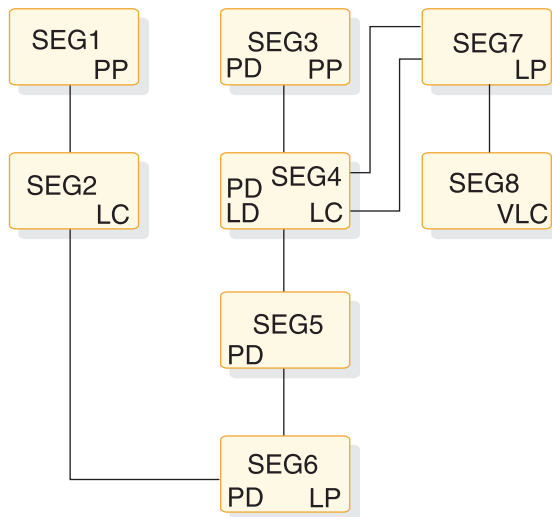 SEG1
PP
SEG3
PD PP
SEG7
LP
SEG2
LC
SEG4
PD
LD LC
SEG8
VLC
SEG5
PD
SEG6
PD LP